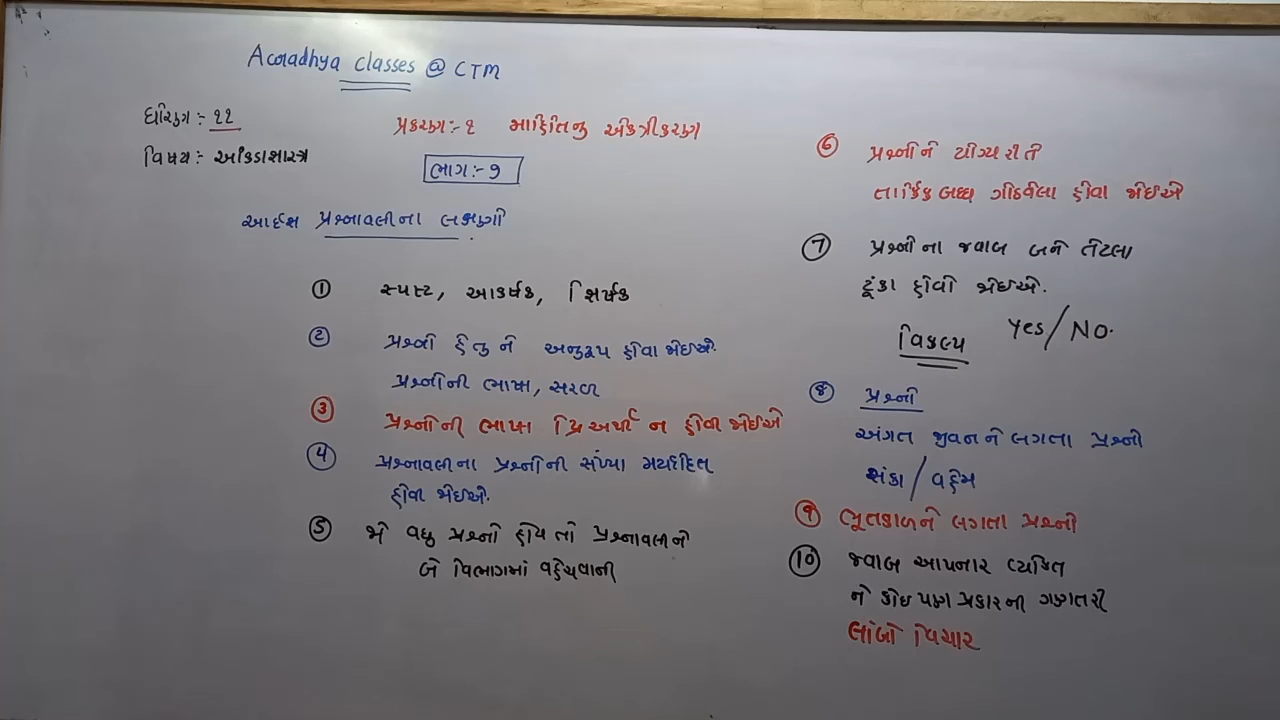 Aaradhya classes @ CTM
ધોરણ :- ૧૧
વિષય :- આંકડાશાસ્ત્ર
પ્રકરણ :- ૧ માહિતિનુ એકત્રીકરણ
ભાગ :- ૭
આદર્શ પ્રશ્નાવલીના લક્ષણો
① સ્પષ્ટ, આકર્ષક, શિર્ષક
② પ્રશ્નો હેતુ ને અનુરૂપ હોવા જોઈએ.
પ્રશ્નોની ભાષા, સરળ
③ પ્રશ્નોની ભાષા દ્વિઅર્થી ન હોવી જોઈએ
④ પ્રશ્નાવલીના પ્રશ્નોની સંખ્યા મર્યાદિત
હોવી જોઈએ.
⑤ જો વધુ પ્રશ્નો હોય તો પ્રશ્નાવલીને
બે વિભાગમાં વહેચવાની
⑥ પ્રશ્નોને યોગ્ય રીતે
તાર્કિક બધ્ધ ગોઠવેલા હોવા જોઈએ
⑦ પ્રશ્નોના જવાબ બને તેટલા
ટૂંકા હોવા જોઈએ.
વિકલ્પ Yes/No.
⑧ પ્રશ્નો
અંગત જીવન ને લગતા પ્રશ્નો
શંકા/વહેમ
⑨ ભૂતકાળને લગતા પ્રશ્નો
⑩ જવાબ આપનાર વ્યકિત
ને કોઇ પણ પ્રકારની ગણતરી
લાંબો વિચાર